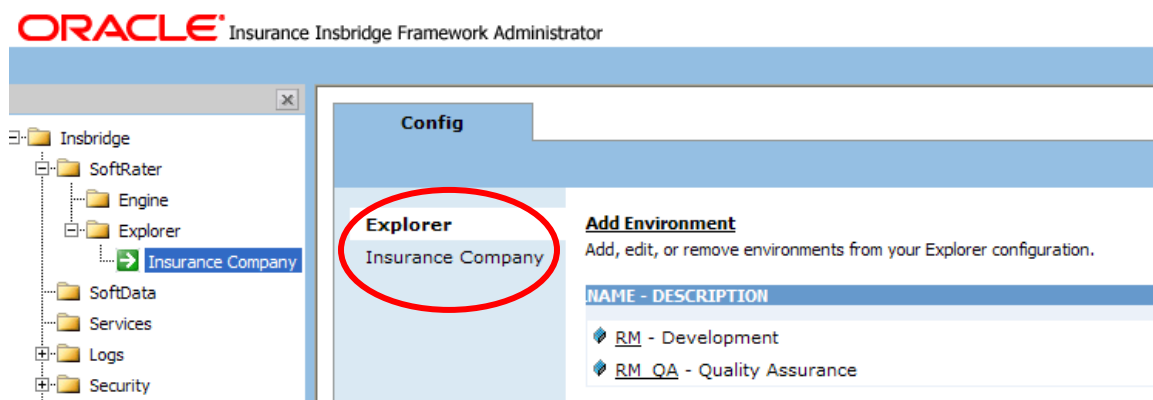 ORACLE® Insurance Insbridge Framework Administrator
Insbridge
SoftRater
Engine
Explorer
Insurance Company
SoftData
Services
Logs
Security
Config
Explorer
Insurance Company
Add Environment
Add, edit, or remove environments from your Explorer configuration.
NAME - DESCRIPTION
RM - Development
RM_QA - Quality Assurance